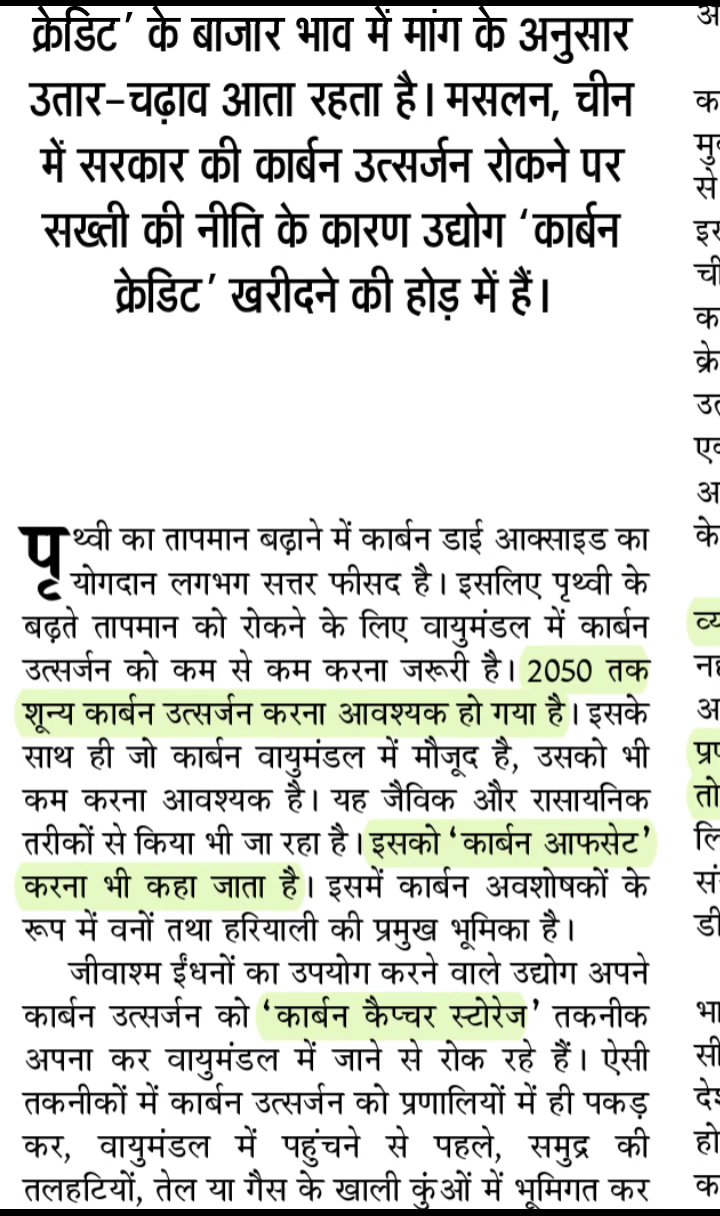 क्रेडिट’ के बाजार भाव में मांग के अनुसार
उतार-चढ़ाव आता रहता है। मसलन, चीन
में सरकार की कार्बन उत्सर्जन रोकने पर
सख्ती की नीति के कारण उद्योग ‘कार्बन
क्रेडिट’ खरीदने की होड़ में हैं।
पृथ्वी का तापमान बढ़ाने में कार्बन डाई आक्साइड का
योगदान लगभग सत्तर फीसद है। इसलिए पृथ्वी के
बढ़ते तापमान को रोकने के लिए वायुमंडल में कार्बन
उत्सर्जन को कम से कम करना जरूरी है। 2050 तक
शून्य कार्बन उत्सर्जन करना आवश्यक हो गया है। इसके
साथ ही जो कार्बन वायुमंडल में मौजूद है, उसको भी
कम करना आवश्यक है। यह जैविक और रासायनिक
तरीकों से किया भी जा रहा है। इसको ‘कार्बन आफसेट’
करना भी कहा जाता है। इसमें कार्बन अवशोषकों के
रूप में वनों तथा हरियाली की प्रमुख भूमिका है।
जीवाश्म ईंधनों का उपयोग करने वाले उद्योग अपने
कार्बन उत्सर्जन को ‘कार्बन कैप्चर स्टोरेज’ तकनीक
अपना कर वायुमंडल में जाने से रोक रहे हैं। ऐसी
तकनीकों में कार्बन उत्सर्जन को प्रणालियों में ही पकड़
कर, वायुमंडल में पहुंचने से पहले, समुद्र की
तलहटियों, तेल या गैस के खाली कुंओं में भूमिगत कर